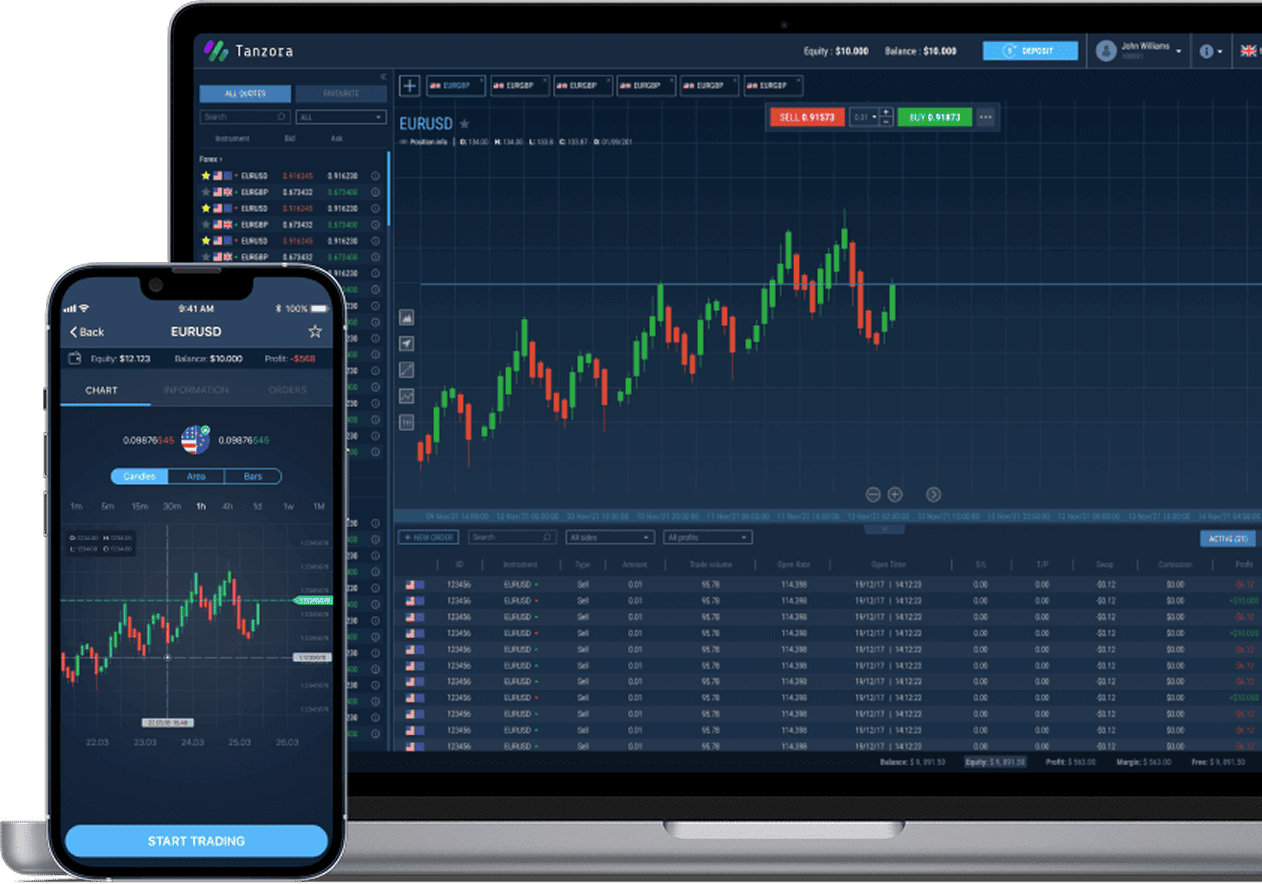 Tanzora
Equity : $10.000 Balance : $10.000 DEPOSIT John Williams
ALL QUOTES FAVOURITE
Search ALL
Instrument Bid Ask
Forex
EURUSD 0.916245 0.916230
EURGBP 0.673432 0.673400
EURUSD 0.916245 0.916230
EURGBP 0.673432 0.673400
EURUSD 0.916245 0.916230
EURGBP 0.673432 0.916230
EURGBP EURGBP EURGBP EURGBP EURGBP EURGBP
EURUSD
SELL 0.91573 0.01 BUY 0.91873
Position info O: 134.00 H: 134.00 L: 133.8 C: 133.87 D: 01/09/201
+ NEW ORDER Search All sides All profits ACTIVE (31)
ID Instrument Type Amount Trade volume Open Rate Open Time S/L T/P Swap Comission Profit
123456 EURUSD Sell 0.01 95.78 114.398 19/12/17 | 14:12:23 0.00 0.00 -$0.12 $0.00 -$6.12
123456 EURUSD Sell 0.01 95.78 114.398 19/12/17 | 14:12:23 0.00 0.00 -$0.12 $0.00 +$10.000
123456 EURUSD Sell 0.01 95.78 114.398 19/12/17 | 14:12:23 0.00 0.00 -$0.12 $0.00 -$6.12
123456 EURUSD Sell 0.01 95.78 114.398 19/12/17 | 14:12:23 0.00 0.00 -$0.12 $0.00 +$10.000
123456 EURUSD Sell 0.01 95.78 114.398 19/12/17 | 14:12:23 0.00 0.00 -$0.12 $0.00 -$6.12
123456 EURUSD Sell 0.01 95.78 114.398 19/12/17 | 14:12:23 0.00 0.00 -$0.12 $0.00 -$6.12
123456 EURUSD Sell 0.01 95.78 114.398 19/12/17 | 14:12:23 0.00 0.00 -$0.12 $0.00 -$6.12
123456 EURUSD Sell 0.01 95.78 114.398 19/12/17 | 14:12:23 0.00 0.00 -$0.12 $0.00 +$10.000
123456 EURUSD Sell 0.01 95.78 114.398 19/12/17 | 14:12:23 0.00 0.00 -$0.12 $0.00 -$6.12
123456 EURUSD Sell 0.01 95.78 114.398 19/12/17 | 14:12:23 0.00 0.00 -$0.12 $0.00 -$6.12
123456 EURUSD Sell 0.01 95.78 114.398 19/12/17 | 14:12:23 0.00 0.00 -$0.12 $0.00 -$6.12
Balance: $ 9, 891.50 Equity: $ 9, 891.50 Profit: $ 563.00 Margin: $ 563.00 Free: $ 9, 891.50
9:41 AM 100%
Back EURUSD
Equity: $12.123 Balance: $10.000 Profit: -$568
CHART INFORMATION ORDERS
0.09876545 0.09876545
Candles Area Bars
1m 5m 15m 30m 1h 4h 1d 1w 1M
22.03 23.03 24.03 25.03 26.03
START TRADING